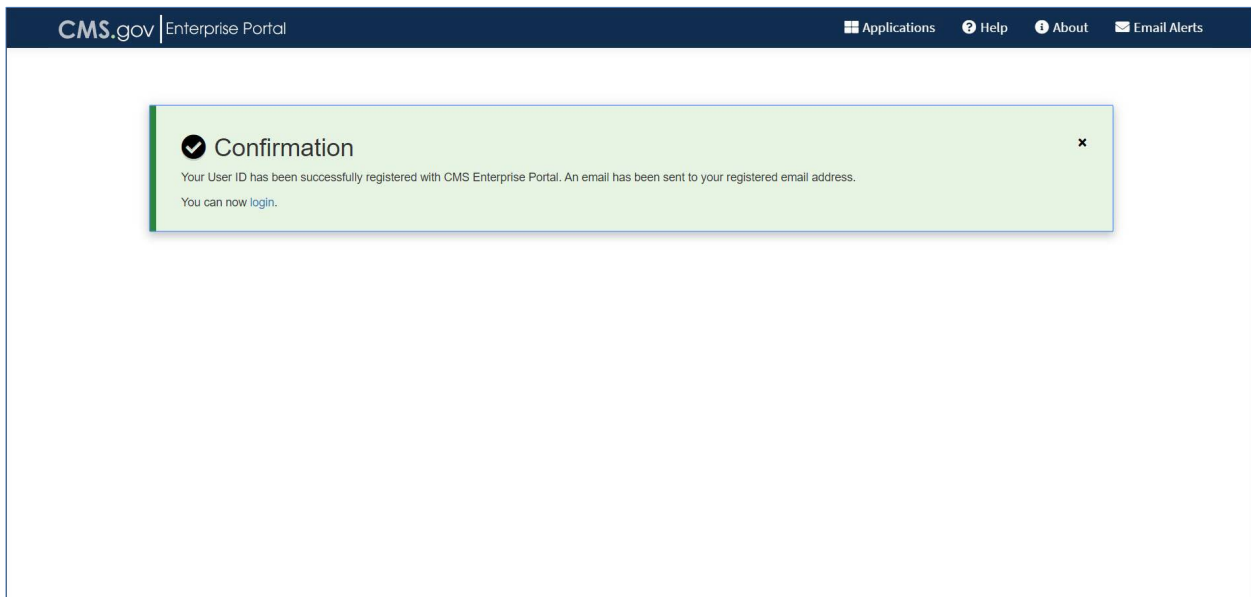 CMS.gov Enterprise Portal
Applications Help About Email Alerts
Confirmation
Your User ID has been successfully registered with CMS Enterprise Portal. An email has been sent to your registered email address.
You can now login.